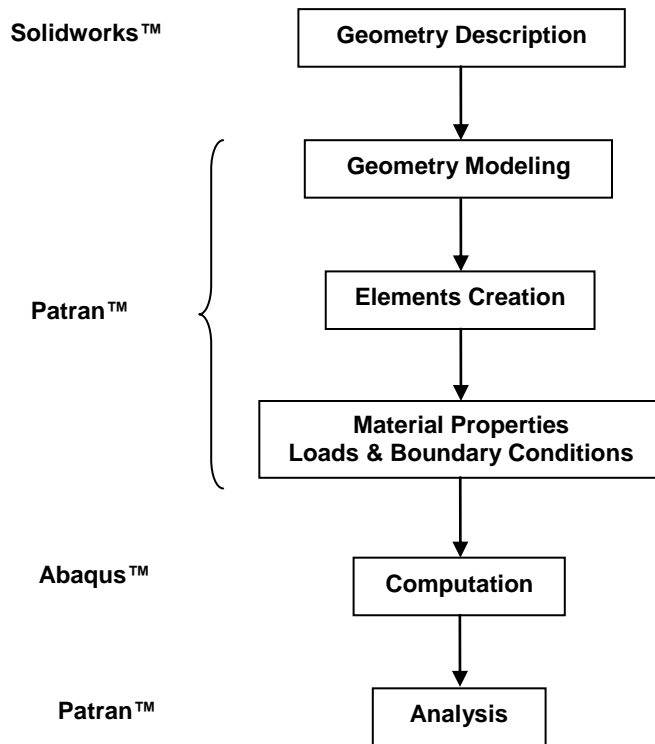 Solidworks™
Geometry Description
Geometry Modeling
Patran™
Elements Creation
Material Properties
Loads & Boundary Conditions
Abaqus™
Computation
Patran™
Analysis